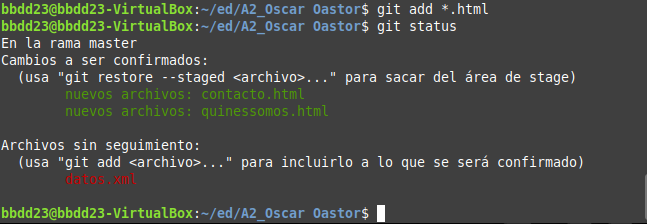 bbdd23@bbdd23-VirtualBox:~/ed/A2_Oscar Oastor$ git add *.html
bbdd23@bbdd23-VirtualBox:~/ed/A2_Oscar Oastor$ git status
En la rama master
Cambios a ser confirmados:
  (usa "git restore --staged <archivo>..." para sacar del área de stage)
        nuevos archivos: contacto.html
        nuevos archivos: quinessomos.html

Archivos sin seguimiento:
  (usa "git add <archivo>..." para incluirlo a lo que se será confirmado)
        datos.xml

bbdd23@bbdd23-VirtualBox:~/ed/A2_Oscar Oastor$